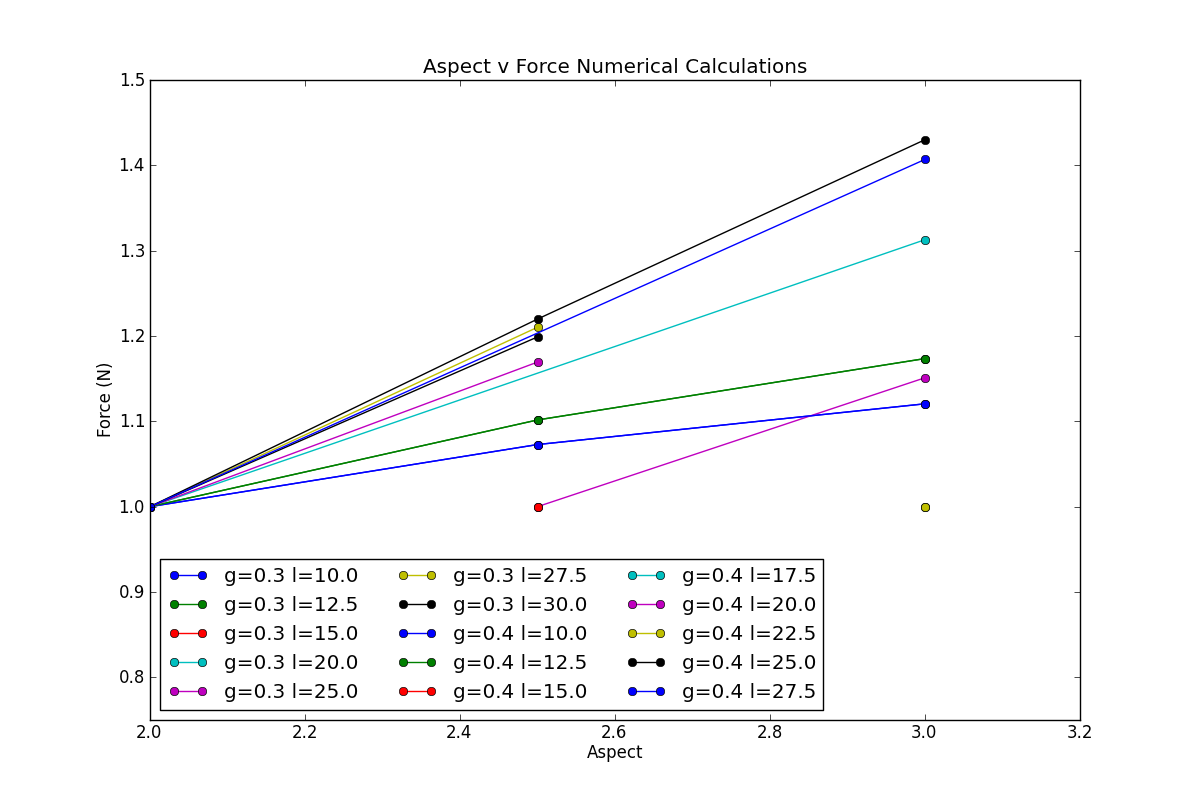 Aspect v Force Numerical Calculations
1.5
1.4
1.3
1.2
1.1
1.0
0.9
0.8
Force (N)
g=0.3 l=10.0
g=0.3 l=12.5
g=0.3 l=15.0
g=0.3 l=20.0
g=0.3 l=25.0
g=0.3 l=27.5
g=0.3 l=30.0
g=0.4 l=10.0
g=0.4 l=12.5
g=0.4 l=15.0
g=0.4 l=17.5
g=0.4 l=20.0
g=0.4 l=22.5
g=0.4 l=25.0
g=0.4 l=27.5
2.0 2.2 2.4 2.6 2.8 3.0 3.2
Aspect